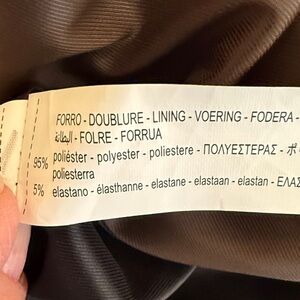 FORRO - DOUBLURE - LINING - VOERING - FODERA -
البطانة - FOLRE - FORRUA
95% poliéster - polyester - poliestere - ΠΟΛΥΕΣΤΕΡΑΣ - ポ
poliesterra
5% elastano - élasthanne - elastane - elastaan - elastan - ΕΛΑΣ